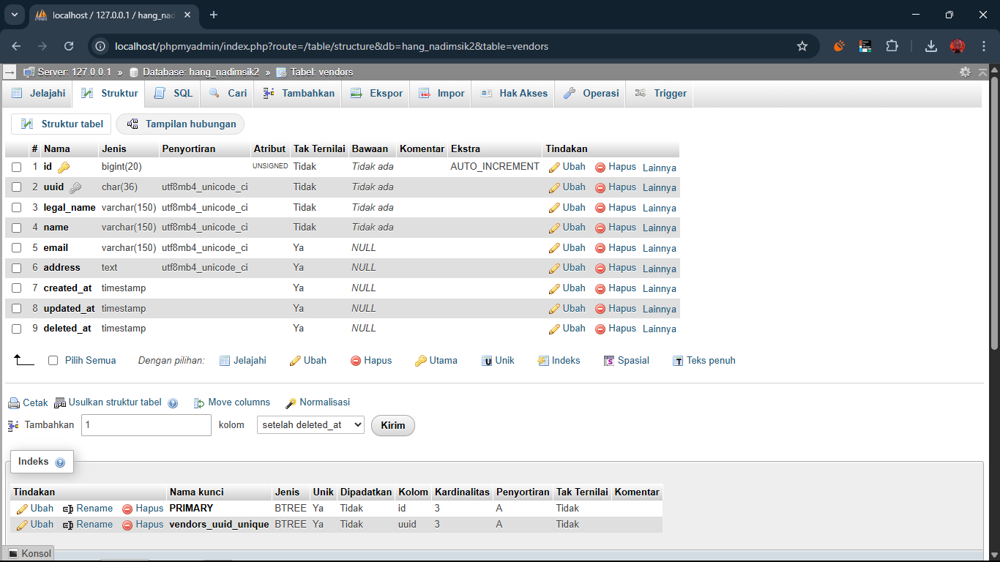 localhost / 127.0.0.1 / hang_nad
localhost/phpmyadmin/index.php?route=/table/structure&db=hang_nadimsik2&table=vendors
Server: 127.0.0.1 » Database: hang_nadimsik2 » Tabel: vendors
Jelajahi Struktur SQL Cari Tambahkan Ekspor Impor Hak Akses Operasi Trigger
Struktur tabel Tampilan hubungan
# Nama Jenis Penyortiran Atribut Tak Ternilai Bawaan Komentar Ekstra Tindakan
1 id bigint(20) UNSIGNED Tidak Tidak ada AUTO_INCREMENT Ubah Hapus Lainnya
2 uuid char(36) utf8mb4_unicode_ci Tidak Tidak ada Ubah Hapus Lainnya
3 legal_name varchar(150) utf8mb4_unicode_ci Tidak Tidak ada Ubah Hapus Lainnya
4 name varchar(150) utf8mb4_unicode_ci Tidak Tidak ada Ubah Hapus Lainnya
5 email varchar(150) utf8mb4_unicode_ci Ya NULL Ubah Hapus Lainnya
6 address text utf8mb4_unicode_ci Ya NULL Ubah Hapus Lainnya
7 created_at timestamp Ya NULL Ubah Hapus Lainnya
8 updated_at timestamp Ya NULL Ubah Hapus Lainnya
9 deleted_at timestamp Ya NULL Ubah Hapus Lainnya
Pilih Semua Dengan pilihan: Jelajahi Ubah Hapus Utama Unik Indeks Spasial Teks penuh
Cetak Usulkan struktur tabel Move columns Normalisasi
Tambahkan 1 kolom setelah deleted_at Kirim
Indeks
Tindakan Nama kunci Jenis Unik Dipadatkan Kolom Kardinalitas Penyortiran Tak Ternilai Komentar
Ubah Rename Hapus PRIMARY BTREE Ya Tidak id 3 A Tidak
Ubah Rename Hapus vendors_uuid_unique BTREE Ya Tidak uuid 3 A Tidak
Konsol